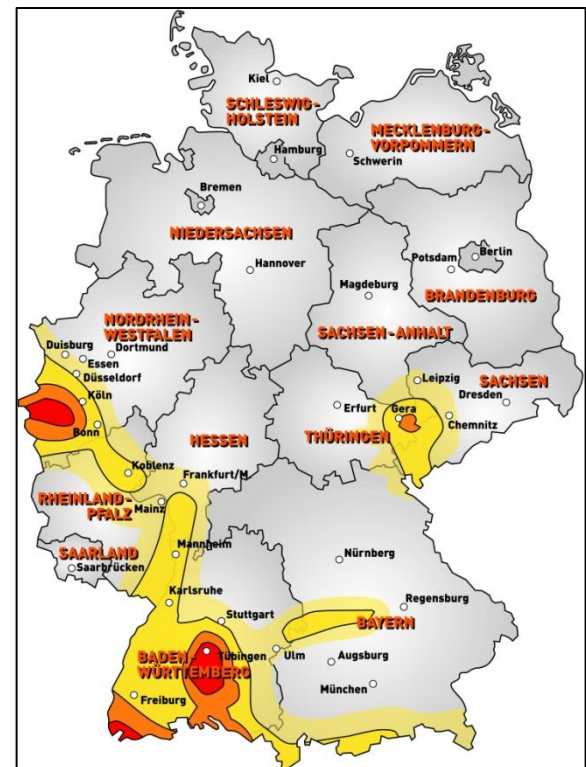 Kiel
SCHLESWIG-
HOLSTEIN
MECKLENBURG-
VORPOMMERN
Hamburg
Schwerin
Bremen
NIEDERSACHSEN
Hannover
Potsdam
Berlin
Magdeburg
BRANDENBURG
NORDRHEIN-
WESTFALEN
SACHSEN-ANHALT
Duisburg
Dortmund
Essen
Düsseldorf
Leipzig
SACHSEN
Dresden
Köln
Erfurt
Gera
Chemnitz
Bonn
HESSEN
THÜRINGEN
Koblenz
Frankfurt/M
RHEINLAND-
PFALZ
Mainz
Mannheim
Nürnberg
SAARLAND
Saarbrücken
Karlsruhe
Regensburg
Stuttgart
BAYERN
BADEN-
WÜRTTEMBERG
Tübingen
Ulm
Augsburg
München
Freiburg